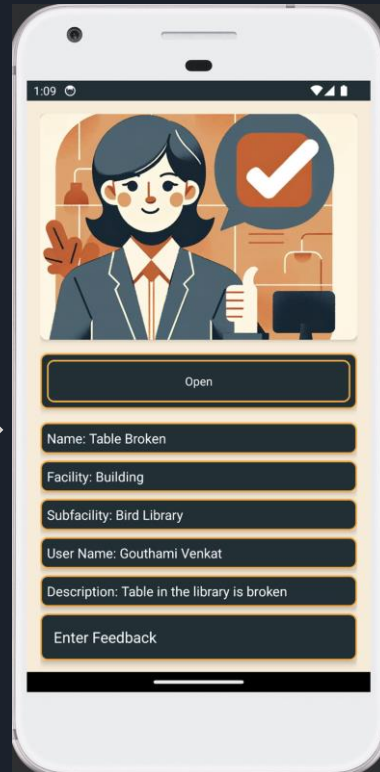 1:09
Open
Name: Table Broken
Facility: Building
Subfacility: Bird Library
User Name: Gouthami Venkat
Description: Table in the library is broken
Enter Feedback